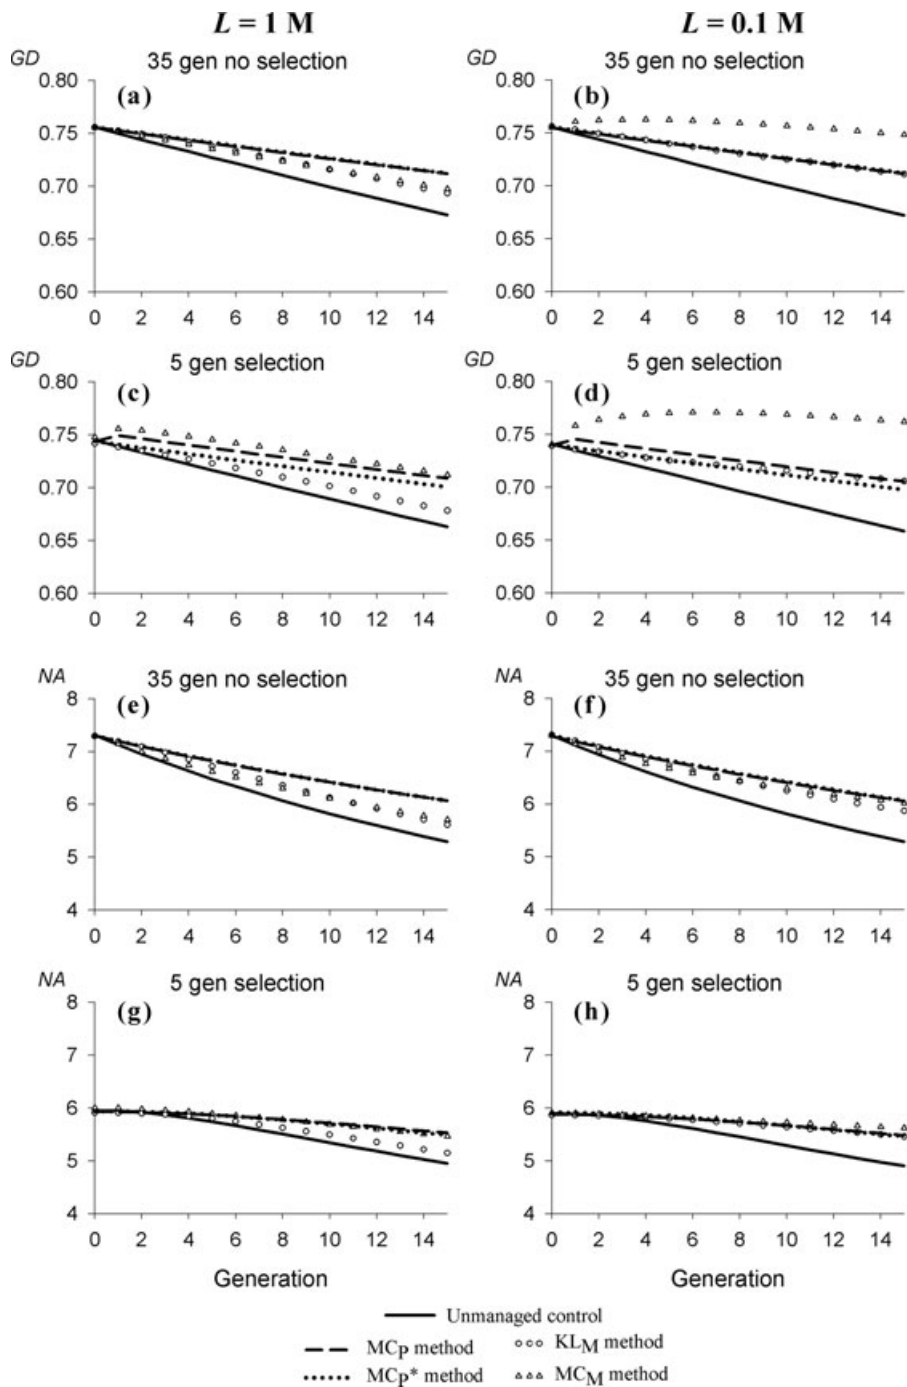 L = 1 M
L = 0.1 M
GD 35 gen no selection
0.80
0.75
0.70
0.65
0.60
(a)
0 2 4 6 8 10 12 14
GD 35 gen no selection
0.80
0.75
0.70
0.65
0.60
(b)
0 2 4 6 8 10 12 14
GD 5 gen selection
0.80
0.75
0.70
0.65
0.60
(c)
0 2 4 6 8 10 12 14
GD 5 gen selection
0.80
0.75
0.70
0.65
0.60
(d)
0 2 4 6 8 10 12 14
NA 35 gen no selection
8
7
6
5
4
(e)
0 2 4 6 8 10 12 14
NA 35 gen no selection
8
7
6
5
4
(f)
0 2 4 6 8 10 12 14
NA 5 gen selection
8
7
6
5
4
(g)
0 2 4 6 8 10 12 14
Generation
NA 5 gen selection
8
7
6
5
4
(h)
0 2 4 6 8 10 12 14
Generation
Unmanaged control
MCP method
KLM method
MCP* method
MCM method